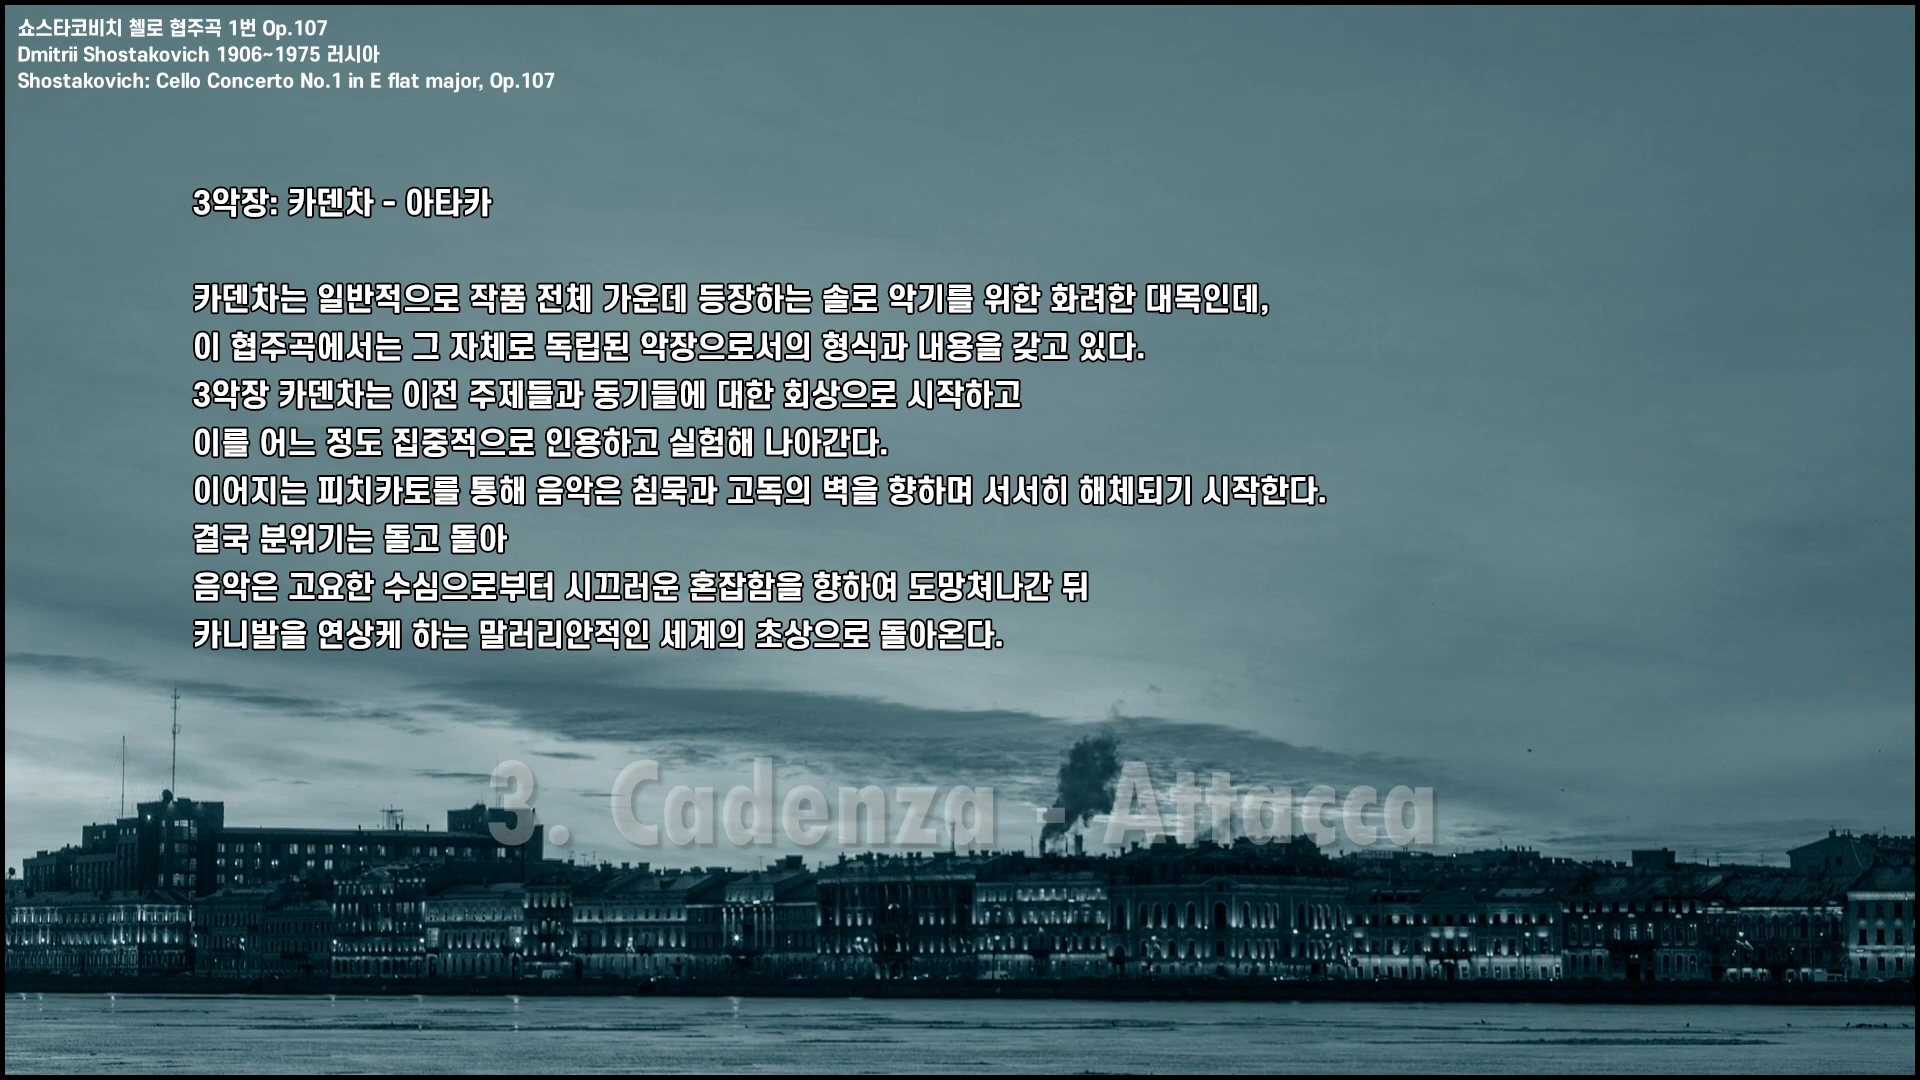 쇼스타코비치 첼로 협주곡 1번 Op.107
Dmitrii Shostakovich 1906~1975 러시아
Shostakovich: Cello Concerto No.1 in E flat major, Op.107
3악장: 카덴차 - 아타카
카덴차는 일반적으로 작품 전체 가운데 등장하는 솔로 악기를 위한 화려한 대목인데,
이 협주곡에서는 그 자체로 독립된 악장으로서의 형식과 내용을 갖고 있다.
3악장 카덴차는 이전 주제들과 동기들에 대한 회상으로 시작하고
이를 어느 정도 집중적으로 인용하고 실험해 나아간다.
이어지는 피치카토를 통해 음악은 침묵과 고독의 벽을 향하며 서서히 해체되기 시작한다.
결국 분위기는 돌고 돌아
음악은 고요한 수심으로부터 시끄러운 혼잡함을 향하여 도망쳐나간 뒤
카니발을 연상케 하는 말러리안적인 세계의 초상으로 돌아온다.
3. Cadenza - Attacca